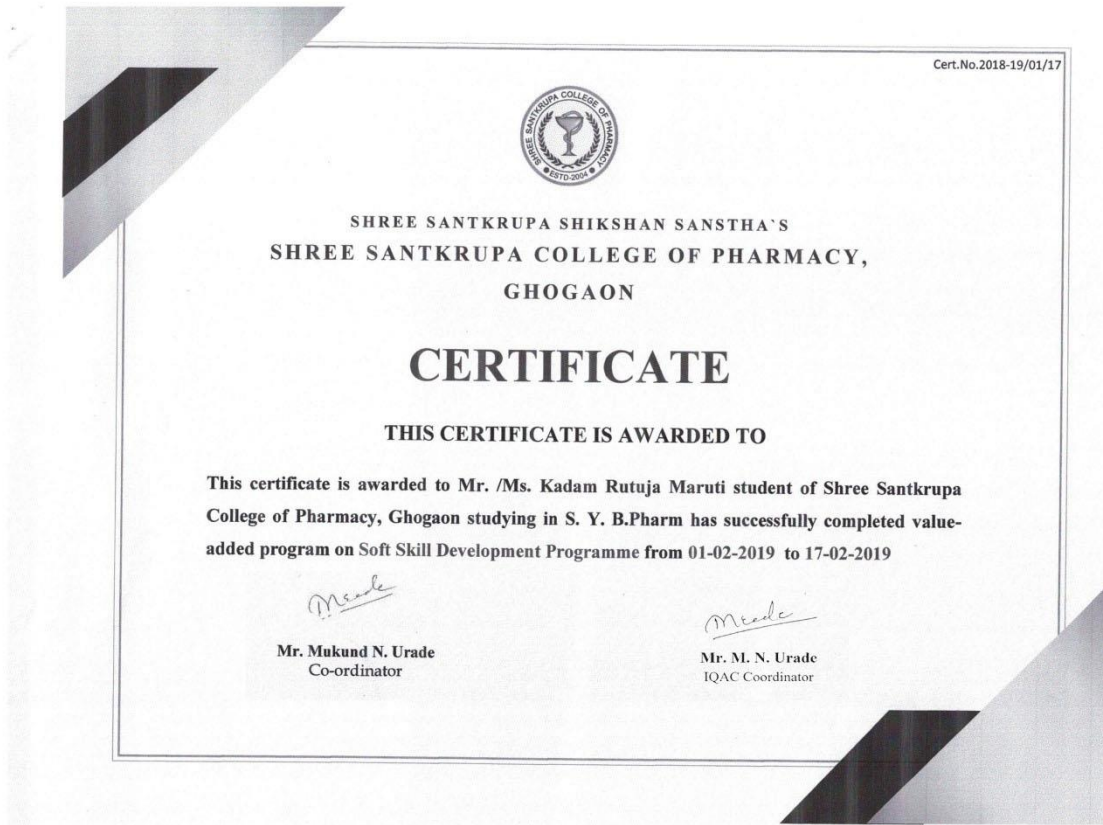 Cert.No.2018-19/01/17
SHREE SANTKRUPA COLLEGE OF PHARMACY
ESTD-2004
SHREE SANTKRUPA SHIKSHAN SANSTHA`S
SHREE SANTKRUPA COLLEGE OF PHARMACY,
GHOGAON
CERTIFICATE
THIS CERTIFICATE IS AWARDED TO
This certificate is awarded to Mr. /Ms. Kadam Rutuja Maruti student of Shree Santkrupa
College of Pharmacy, Ghogaon studying in S. Y. B.Pharm has successfully completed value-
added program on Soft Skill Development Programme from 01-02-2019 to 17-02-2019
Mr. Mukund N. Urade
Co-ordinator
Mr. M. N. Urade
IQAC Coordinator